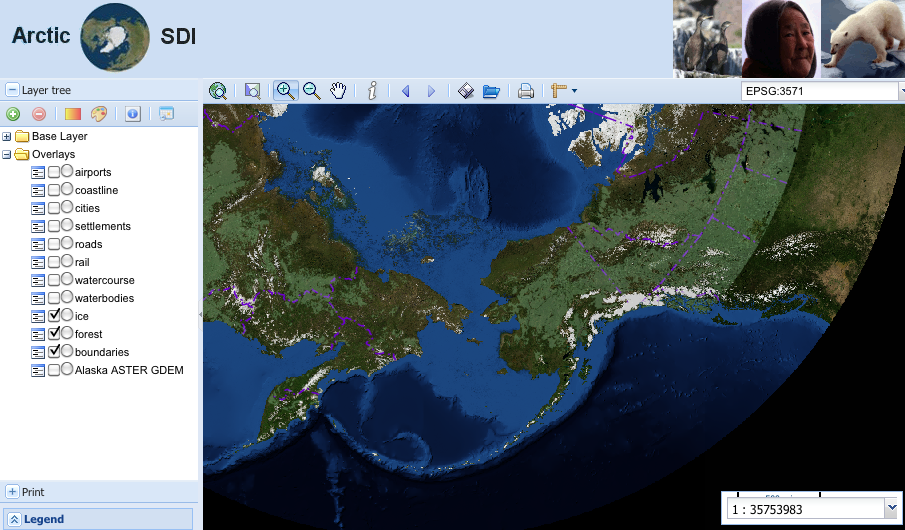 Arctic SDI
Layer tree
EPSG:3571
Base Layer
Overlays
airports
coastline
cities
settlements
roads
rail
watercourse
waterbodies
ice
forest
boundaries
Alaska ASTER GDEM
Print
Legend
1 : 35753983